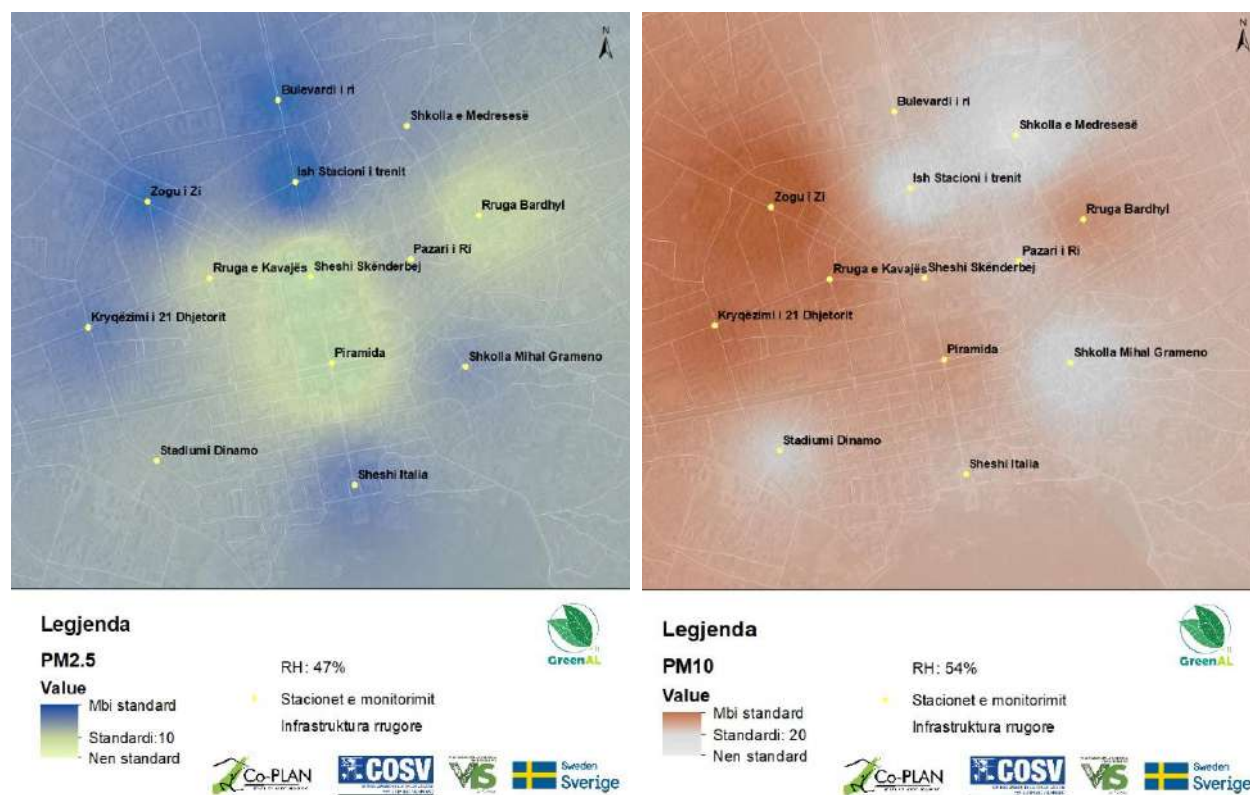 N
Bulevardi i ri
Shkolla e Medresesë
Ish Stacioni i trenit
Zogu i Zi
Rruga Bardhyl
Pazari i Ri
Rruga e Kavajës
Sheshi Skënderbej
Kryqëzimi i 21 Dhjetorit
Piramida
Shkolla Mihal Grameno
Stadiumi Dinamo
Sheshi Italia
Legjenda
PM2.5
Value
Mbi standard
Standardi:10
Nen standard
RH: 47%
Stacionet e monitorimit
Infrastruktura rrugore
GreenAL
Co-PLAN
COSV
VIS
Sweden
Sverige
N
Bulevardi i ri
Shkolla e Medresesë
Ish Stacioni i trenit
Zogu i Zi
Rruga Bardhyl
Pazari i Ri
Rruga e Kavajës
Sheshi Skënderbej
Kryqëzimi i 21 Dhjetorit
Piramida
Shkolla Mihal Grameno
Stadiumi Dinamo
Sheshi Italia
Legjenda
PM10
Value
Mbi standard
Standardi: 20
Nen standard
RH: 54%
Stacionet e monitorimit
Infrastruktura rrugore
GreenAL
Co-PLAN
COSV
VIS
Sweden
Sverige